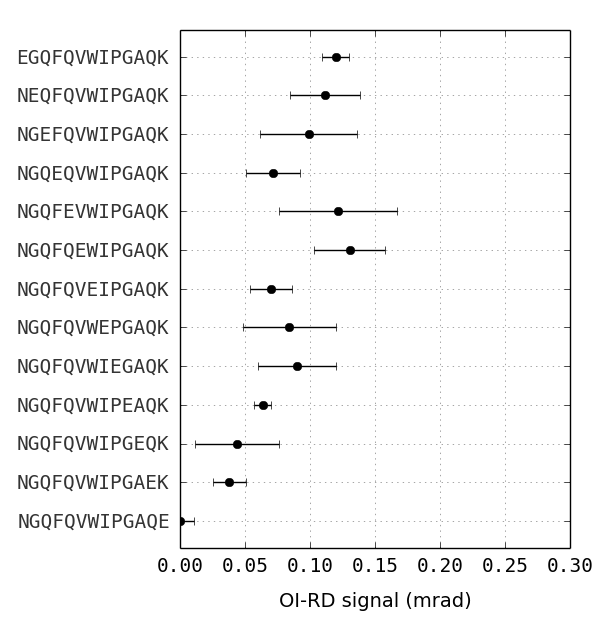 EGQFQVWIPGAQK
NEQFQVWIPGAQK
NGEFQVWIPGAQK
NGQEQVWIPGAQK
NGQFEVWIPGAQK
NGQFQEWIPGAQK
NGQFQVEIPGAQK
NGQFQVWEPGAQK
NGQFQVWIEGAQK
NGQFQVWIPEAQK
NGQFQVWIPGEQK
NGQFQVWIPGAEK
NGQFQVWIPGAQE
0.00 0.05 0.10 0.15 0.20 0.25 0.30
OI-RD signal (mrad)